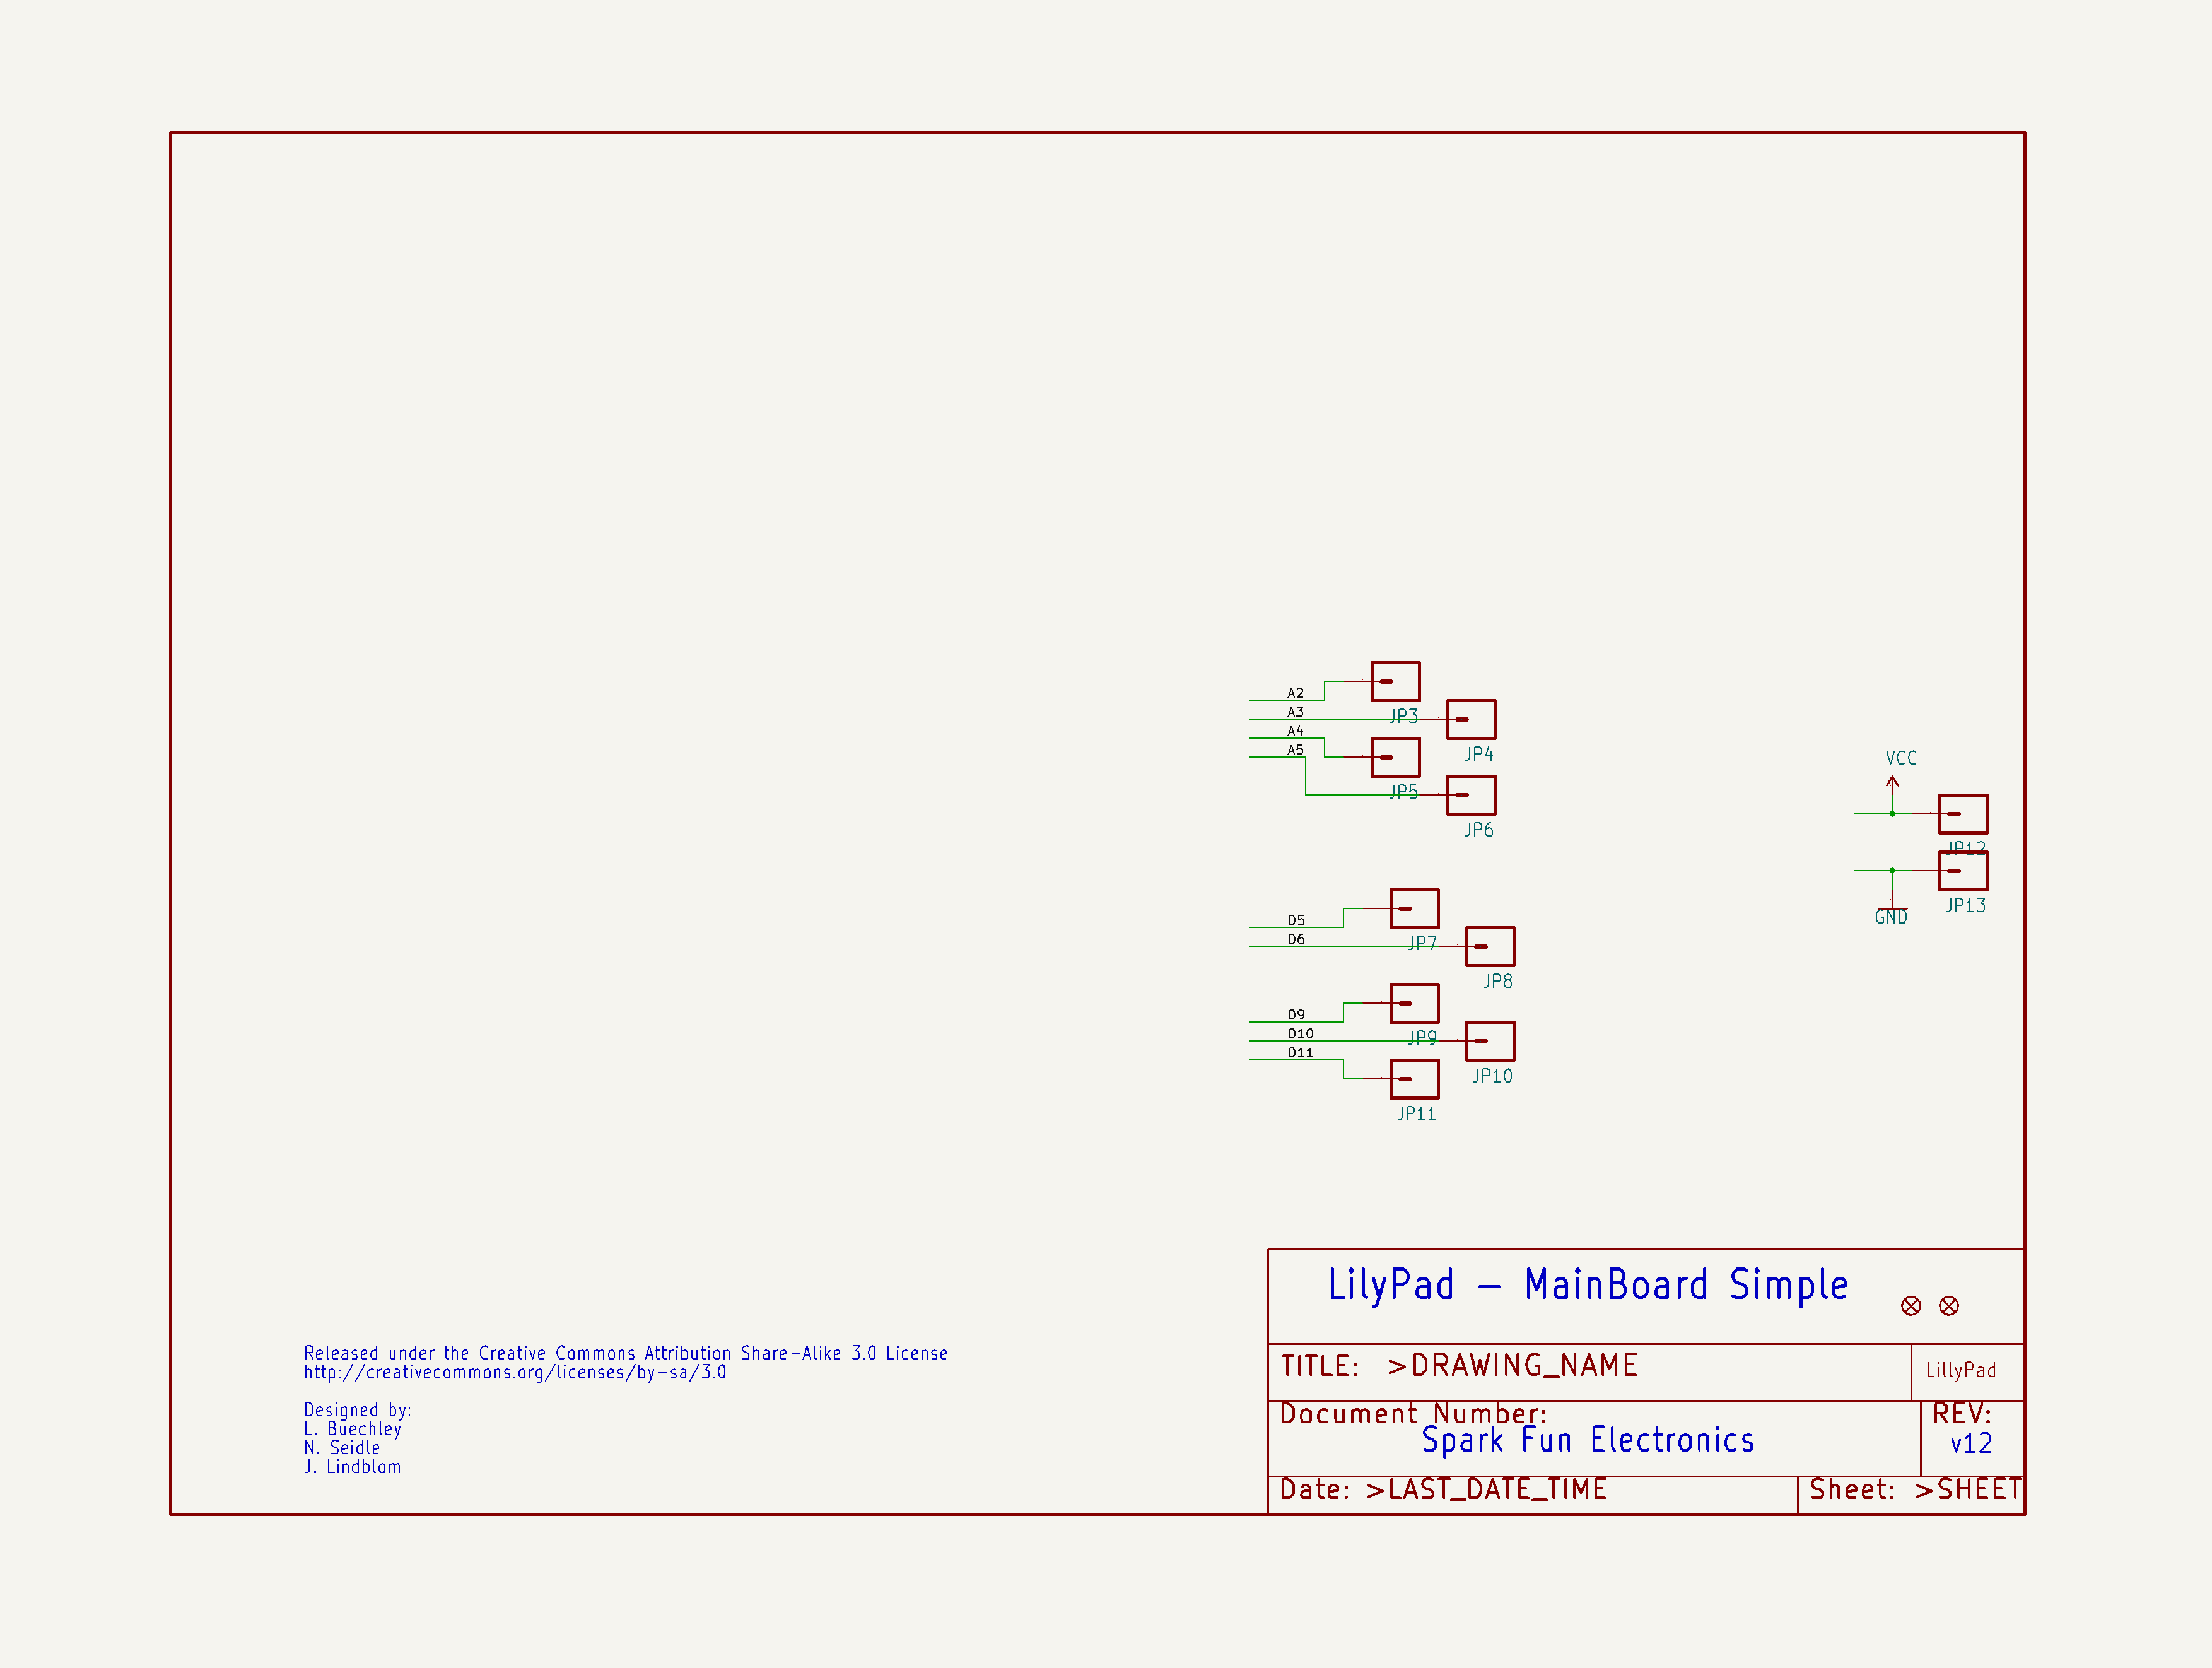 A2
A3
JP3
A4
A5
JP4
VCC
JP5
JP6
JP12
JP13
GND
D5
D6
JP7
JP8
D9
D10
JP9
D11
JP10
JP11
LilyPad - MainBoard Simple
Released under the Creative Commons Attribution Share-Alike 3.0 License
http://creativecommons.org/licenses/by-sa/3.0
Designed by:
L. Buechley
N. Seidle
J. Lindblom
TITLE: >DRAWING_NAME
LillyPad
Document Number:
Spark Fun Electronics
REV:
v12
Date: >LAST_DATE_TIME
Sheet: >SHEET